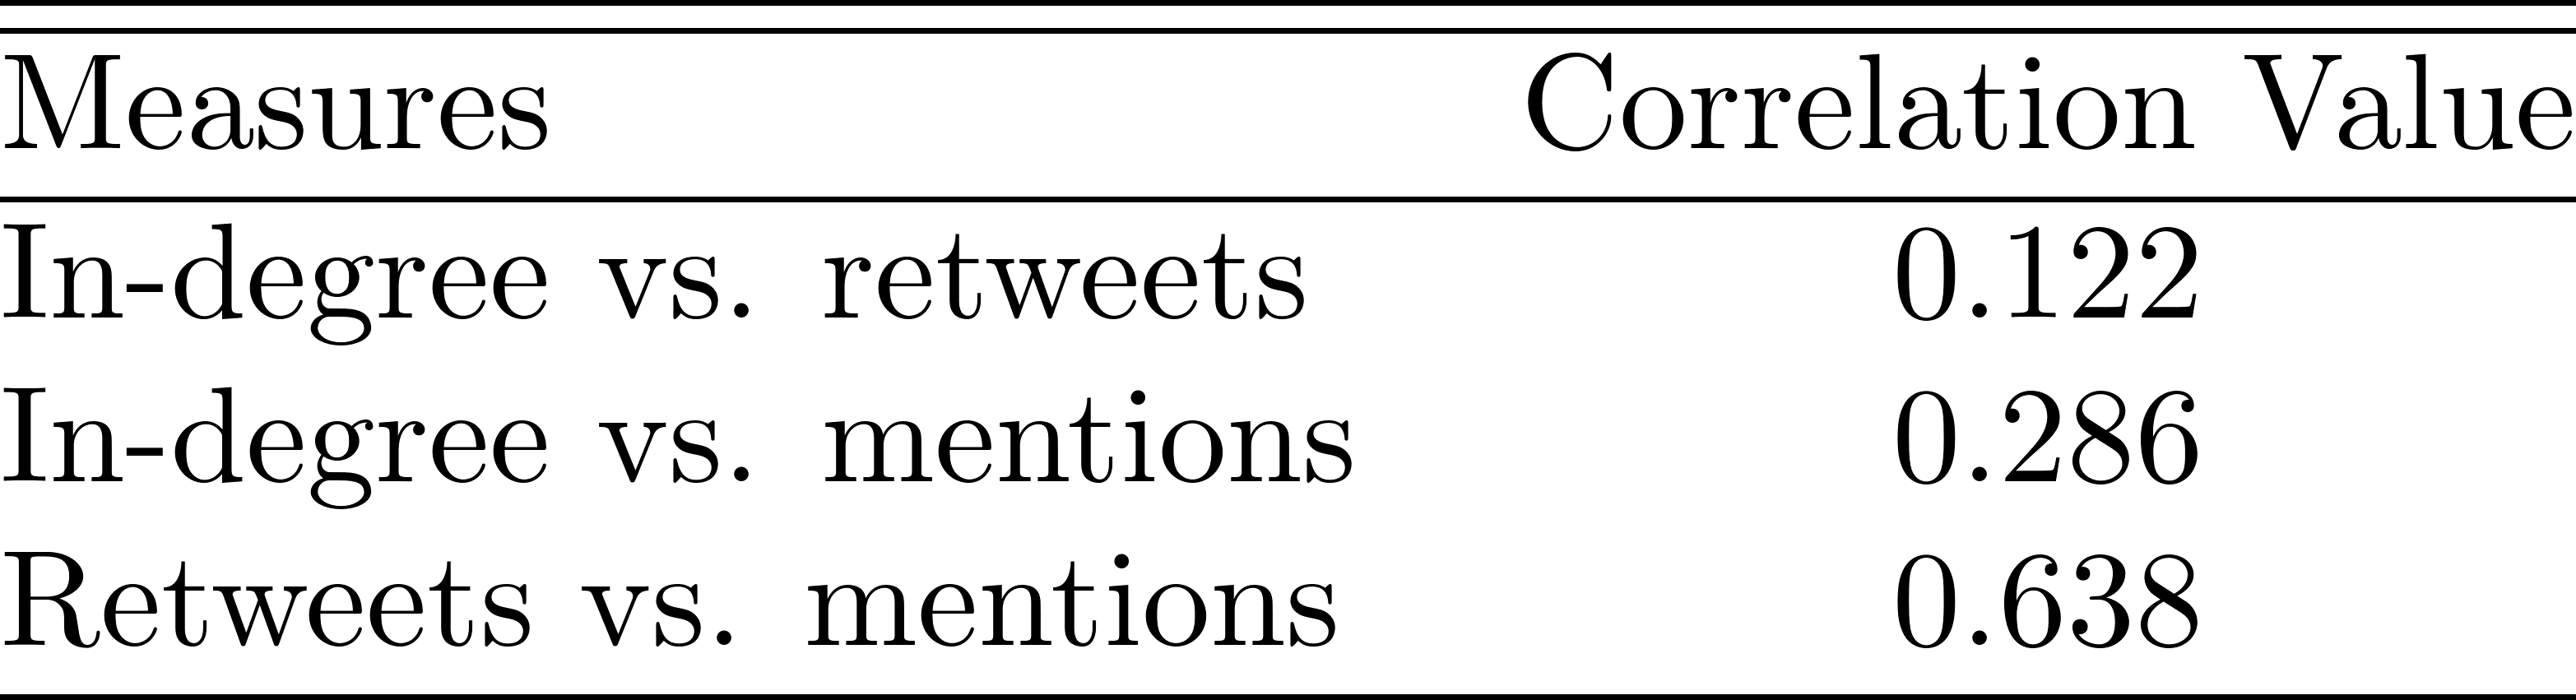 Measures Correlation Value
In-degree vs. retweets 0.122
In-degree vs. mentions 0.286
Retweets vs. mentions 0.638